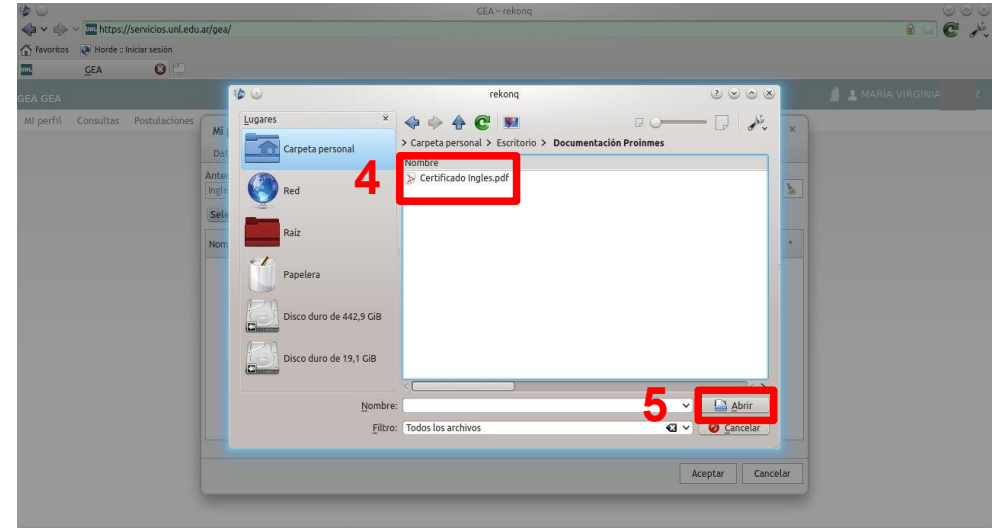 GEA – rekonq
UNL https://servicios.unl.edu.ar/gea/
Favoritos Horde :: Iniciar sesión
UNL GEA
GEA GEA MARIA VIRGINIA
Mi perfil Consultas Postulaciones
rekonq
Lugares
Carpeta personal
Red
Raíz
Papelera
Disco duro de 442,9 GiB
Disco duro de 19,1 GiB
> Carpeta personal > Escritorio > Documentación Proinmes
Nombre
Certificado Ingles.pdf
4
Nombre:
5
Abrir
Filtro: Todos los archivos
Cancelar
Aceptar Cancelar